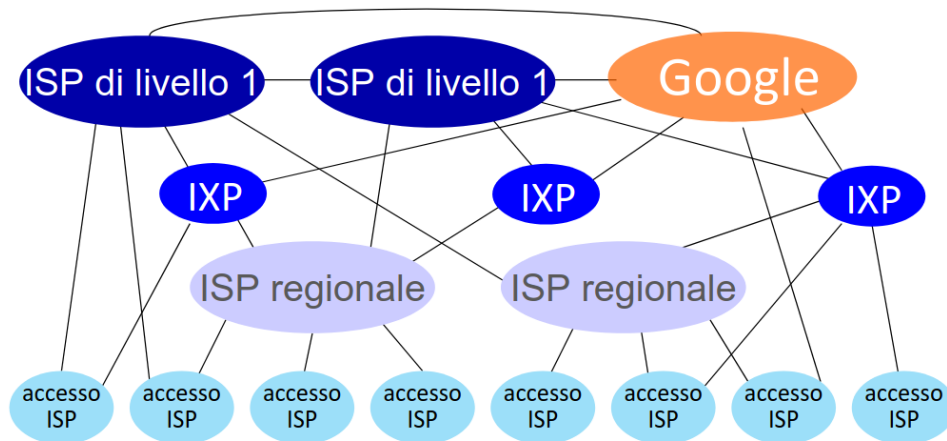 ISP di livello 1
ISP di livello 1
Google
IXP
IXP
IXP
ISP regionale
ISP regionale
accesso
ISP
accesso
ISP
accesso
ISP
accesso
ISP
accesso
ISP
accesso
ISP
accesso
ISP
accesso
ISP